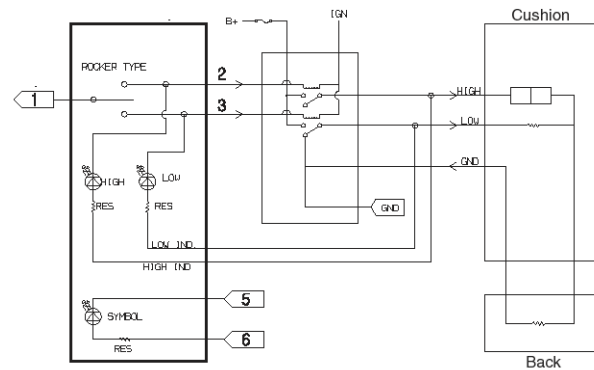 IGN
B+
Cushion
ROCKER TYPE
2
HIGH
1
3
LOW
GND
HIGH
LOW
RES
RES
GND
LOW IND.
HIGH IND
5
SYMBOL
6
RES
Back